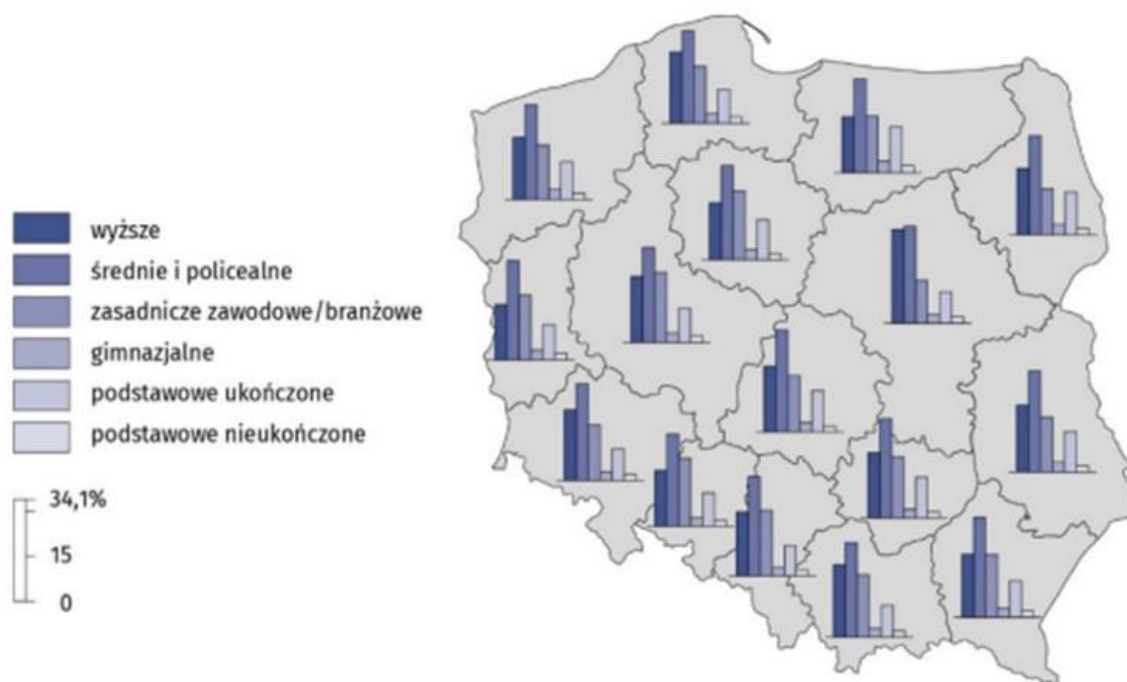 wyższe
średnie i policealne
zasadnicze zawodowe/branżowe
gimnazjalne
podstawowe ukończone
podstawowe nieukończone
34,1%
15
0